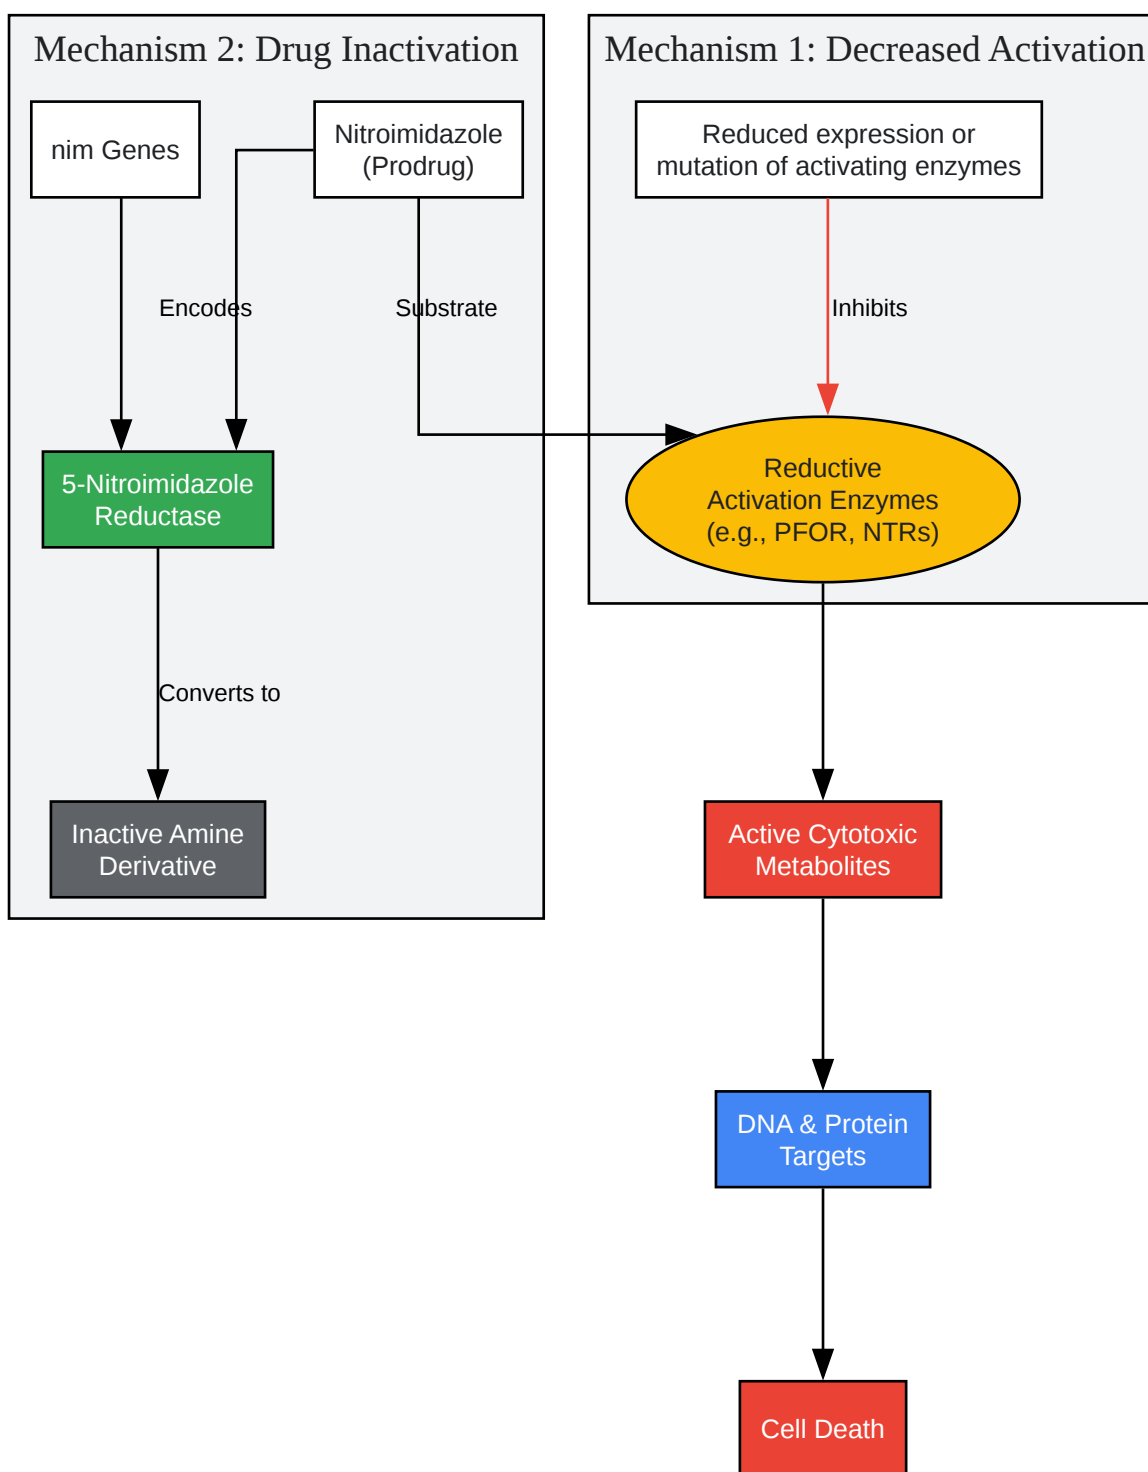 Mechanism 2: Drug Inactivation
nim Genes
Nitroimidazole
(Prodrug)
Encodes
Substrate
5-Nitroimidazole
Reductase
Converts to
Inactive Amine
Derivative
Mechanism 1: Decreased Activation
Reduced expression or
mutation of activating enzymes
Inhibits
Reductive
Activation Enzymes
(e.g., PFOR, NTRs)
Active Cytotoxic
Metabolites
DNA & Protein
Targets
Cell Death